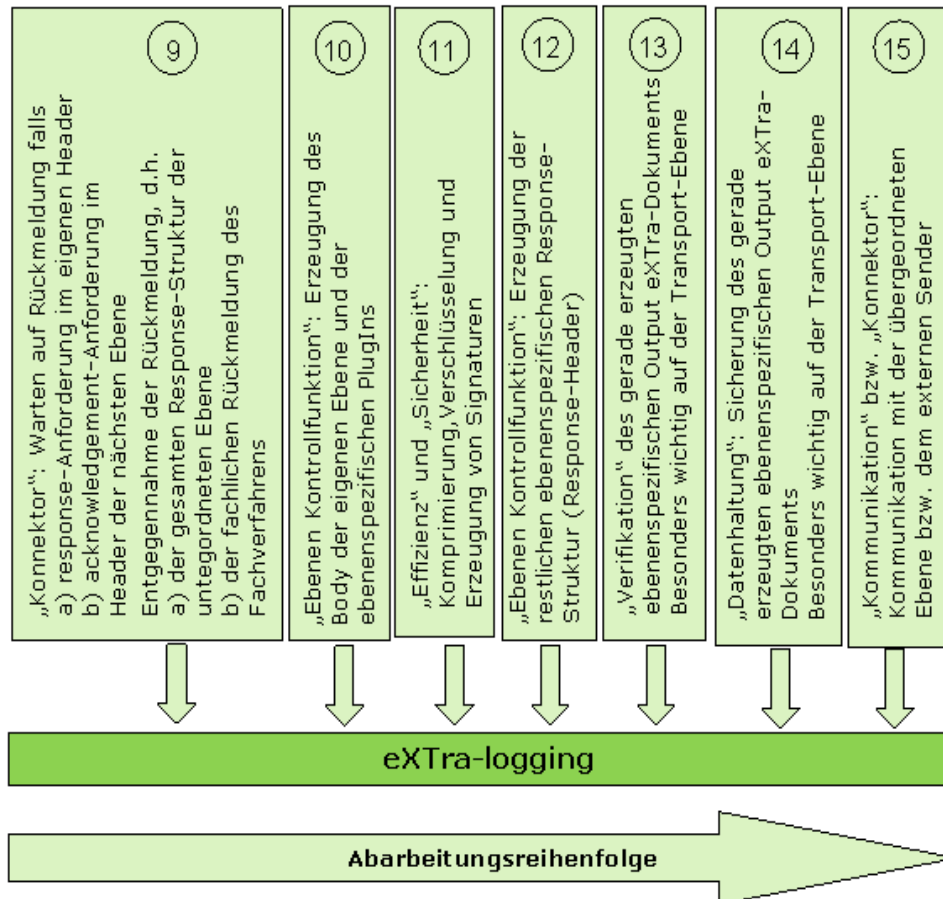 9
„Konnektor“: Warten auf Rückmeldung falls
a) response-Anforderung im eigenen Header
b) acknowledgement-Anforderung im
Header der nächsten Ebene
Entgegennahme der Rückmeldung, d.h.
a) der gesamten Response-Struktur der
untegordneten Ebene
b) der fachlichen Rückmeldung des
Fachverfahrens
10
„Ebenen Kontrollfunktion“: Erzeugung des
Body der eigenen Ebene und der
ebenenspezifischen PlugIns
11
„Effizienz“ und „Sicherheit“:
Komprimierung,Verschlüsselung und
Erzeugung von Signaturen
12
„Ebenen Kontrollfunktion“: Erzeugung der
restlichen ebenenspezifischen Response-
Struktur (Response-Header)
13
„Verifikation“ des gerade erzeugten
ebenenspezifischen Output eXTra-Dokuments
Besonders wichtig auf der Transport-Ebene
14
„Datenhaltung“: Sicherung des gerade
erzeugten ebenenspezifischen Output eXTra-
Dokuments
Besonders wichtig auf der Transport-Ebene
15
„Kommunikation“ bzw. „Konnektor“:
Kommunikation mit der übergeordneten
Ebene bzw. dem externen Sender
eXTra-logging
Abarbeitungsreihenfolge